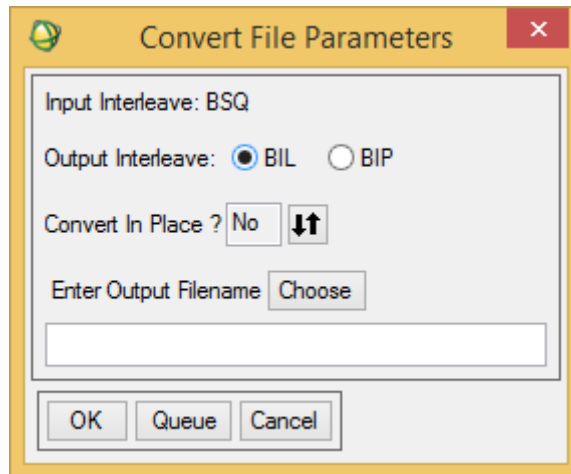 Convert File Parameters
Input Interleave: BSQ
Output Interleave: BIL BIP
Convert In Place ? No
Enter Output Filename Choose
OK Queue Cancel